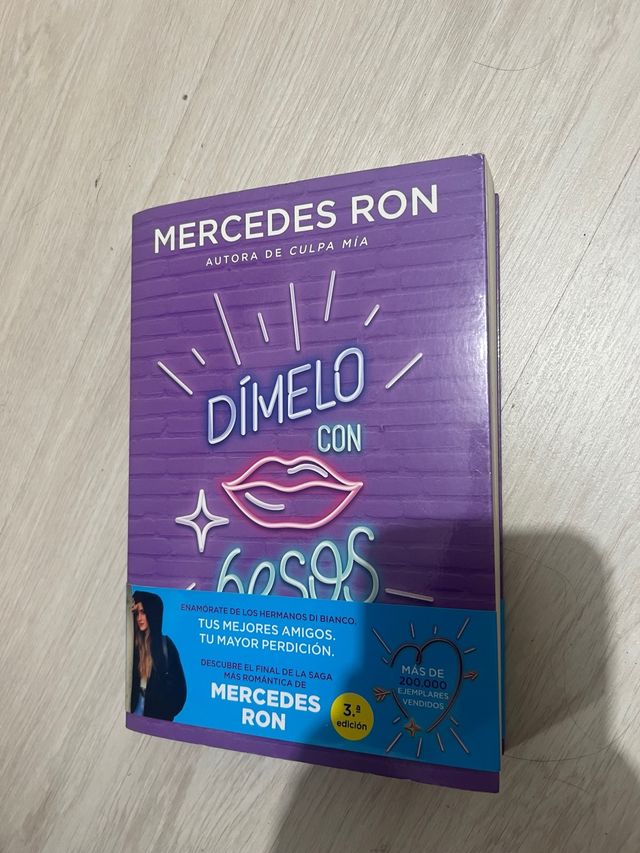 MERCEDES RON
AUTORA DE CULPA MÍA
DÍMELO
CON
besos
ENAMÓRATE DE LOS HERMANOS DI BIANCO.
TUS MEJORES AMIGOS.
TU MAYOR PERDICIÓN.
DESCUBRE EL FINAL DE LA SAGA
MÁS ROMÁNTICA DE
MERCEDES
RON
3.ª
edición
MÁS DE
200.000
EJEMPLARES
VENDIDOS